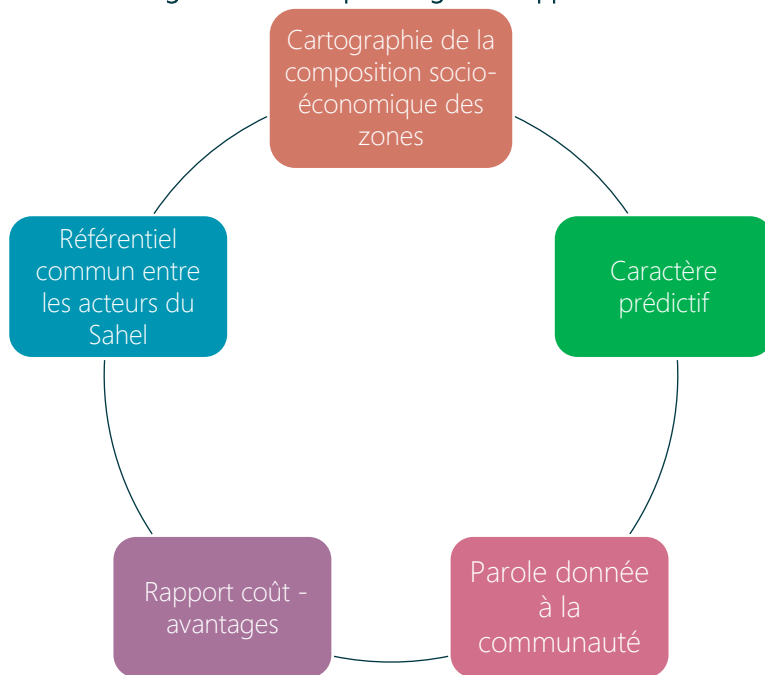 Cartographie de la
composition socio-
économique des
zones
Caractère
prédictif
Parole donnée
à la
communauté
Rapport coût -
avantages
Référentiel
commun entre
les acteurs du
Sahel